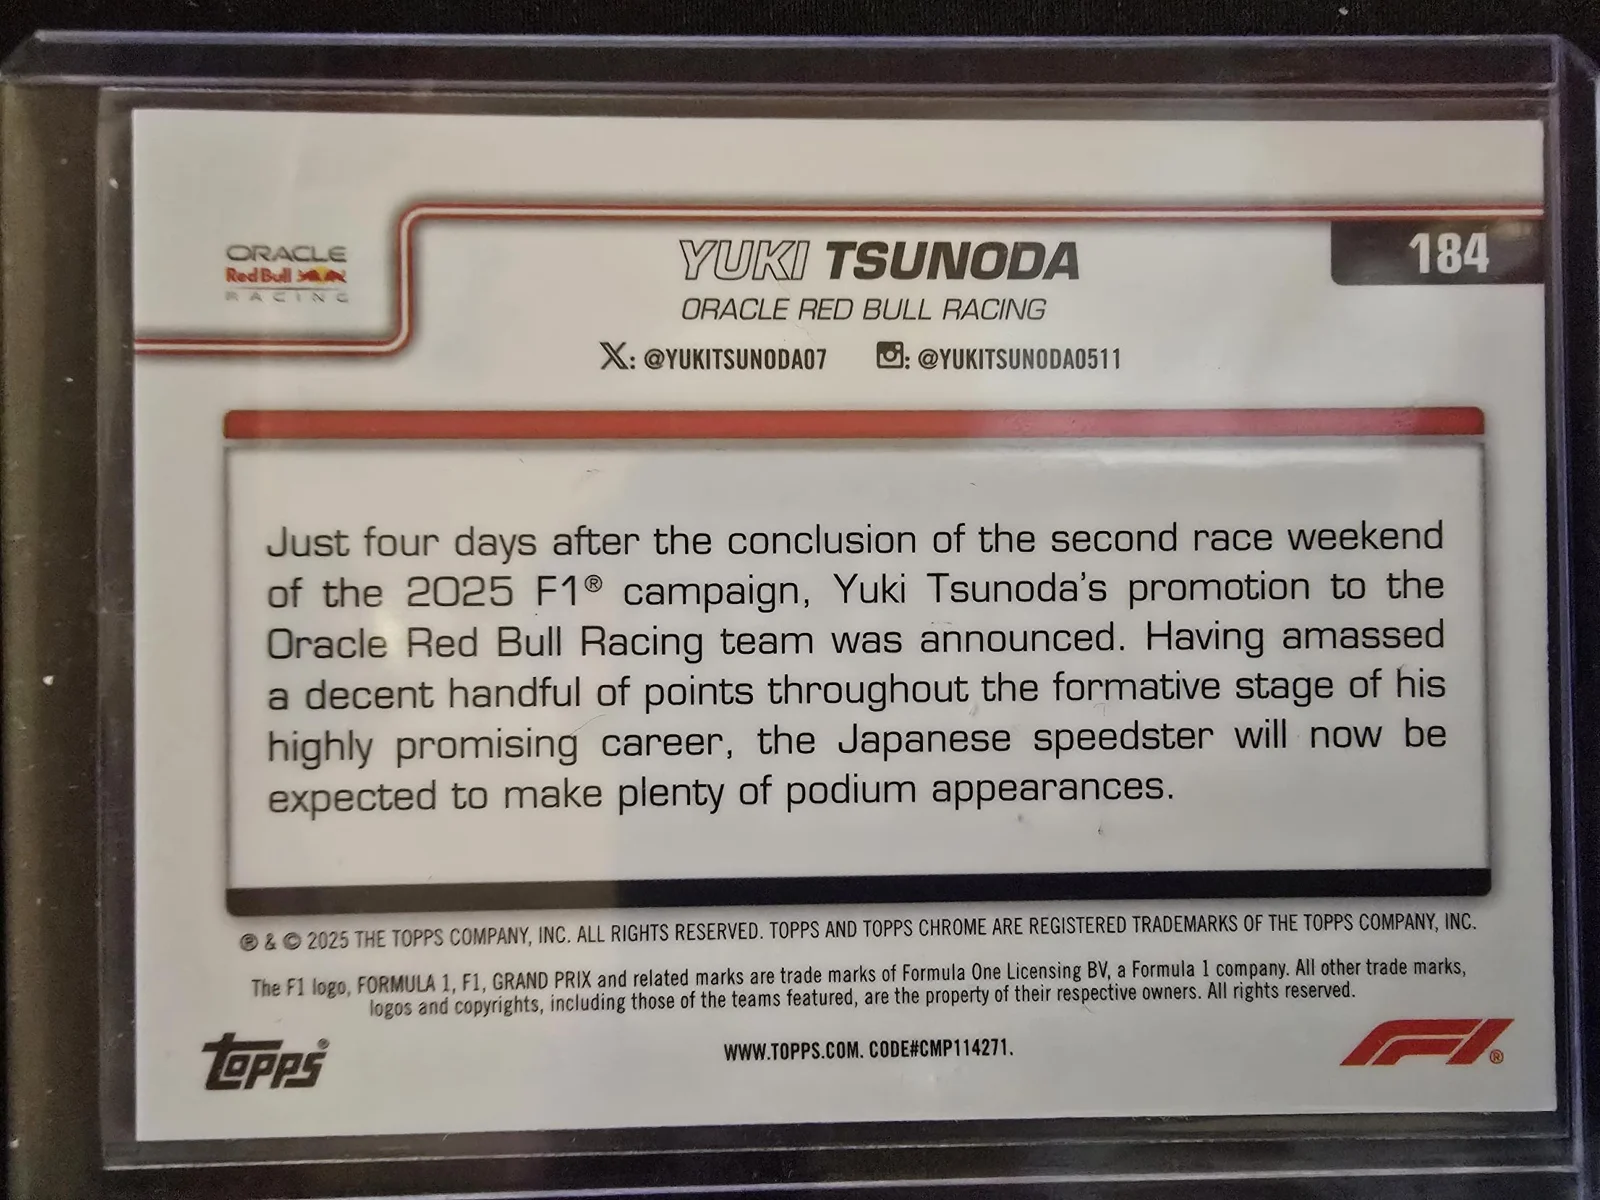 ORACLE
Red Bull
RACING
YUKI TSUNODA
184
ORACLE RED BULL RACING
X: @YUKITSUNODA07 : @YUKITSUNODA0511
Just four days after the conclusion of the second race weekend
of the 2025 F1® campaign, Yuki Tsunoda's promotion to the
Oracle Red Bull Racing team was announced. Having amassed
a decent handful of points throughout the formative stage of his
highly promising career, the Japanese speedster will now be
expected to make plenty of podium appearances.
℗ & © 2025 THE TOPPS COMPANY, INC. ALL RIGHTS RESERVED. TOPPS AND TOPPS CHROME ARE REGISTERED TRADEMARKS OF THE TOPPS COMPANY, INC.
The F1 logo, FORMULA 1, F1, GRAND PRIX and related marks are trade marks of Formula One Licensing BV, a Formula 1 company. All other trade marks,
logos and copyrights, including those of the teams featured, are the property of their respective owners. All rights reserved.
Topps®
WWW.TOPPS.COM. CODE#CMP114271.
F1®